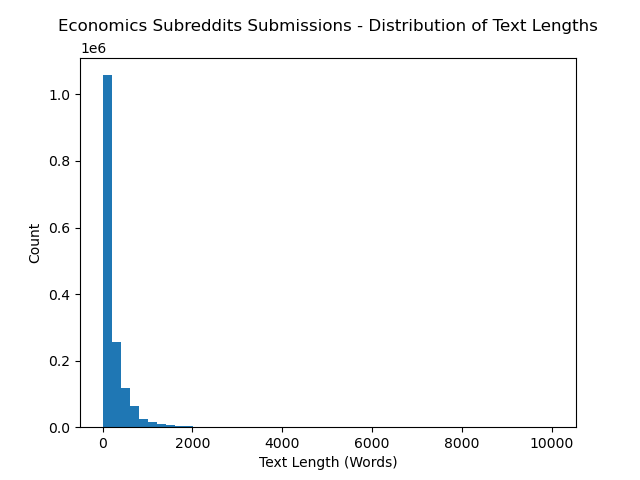 Economics Subreddits Submissions - Distribution of Text Lengths
1e6
1.0
0.8
0.6
0.4
0.2
0.0
Count
0 2000 4000 6000 8000 10000
Text Length (Words)